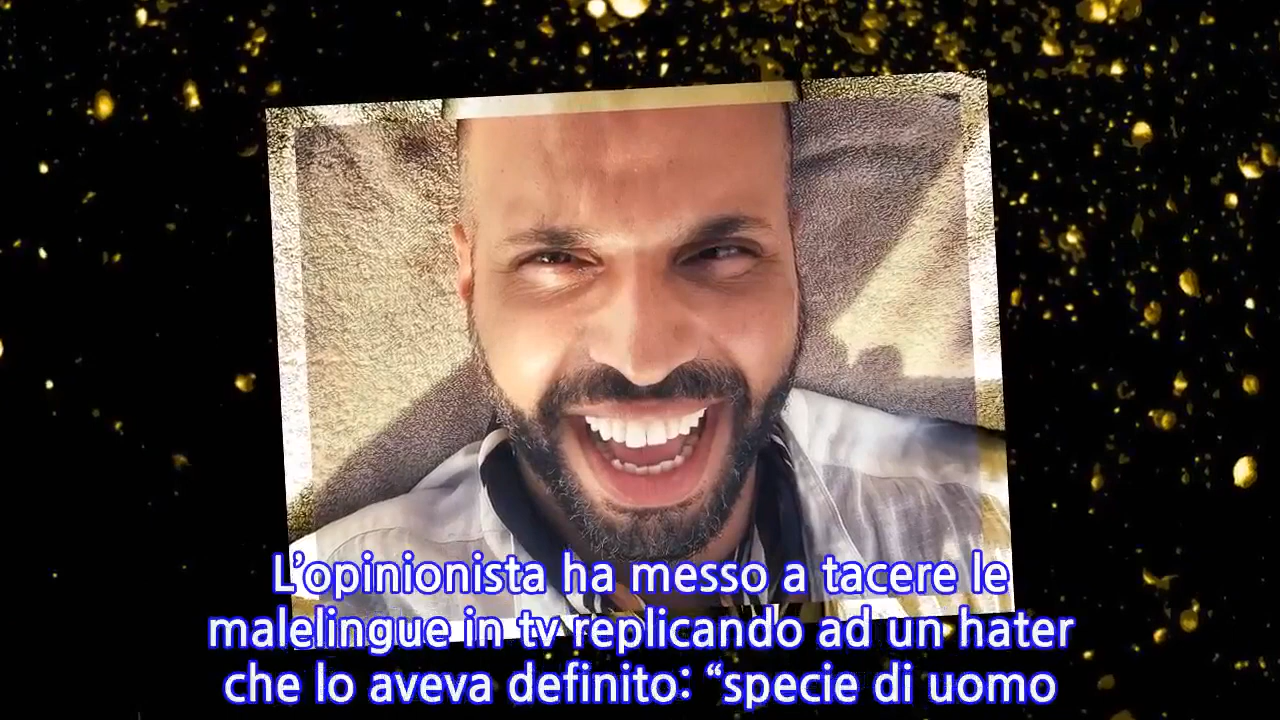 L’opinionista ha messo a tacere le
malelingue in tv replicando ad un hater
che lo aveva definito: “specie di uomo